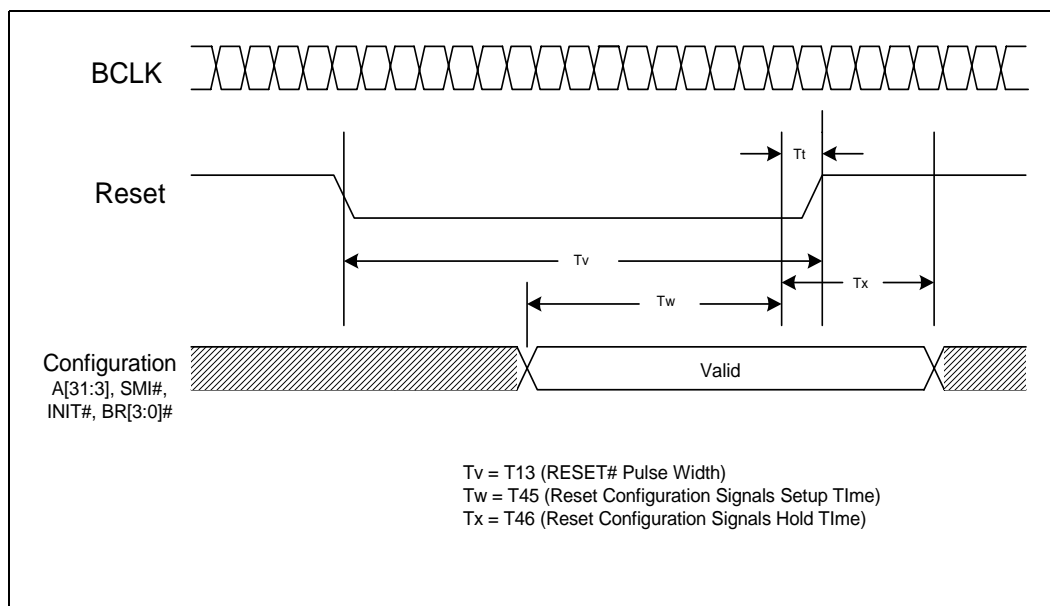 BCLK
Tt
Reset
Tv
Tx
Tw
Configuration
A[31:3], SMI#,
INIT#, BR[3:0]#
Valid
Tv = T13 (RESET# Pulse Width)
Tw = T45 (Reset Configuration Signals Setup TIme)
Tx = T46 (Reset Configuration Signals Hold TIme)